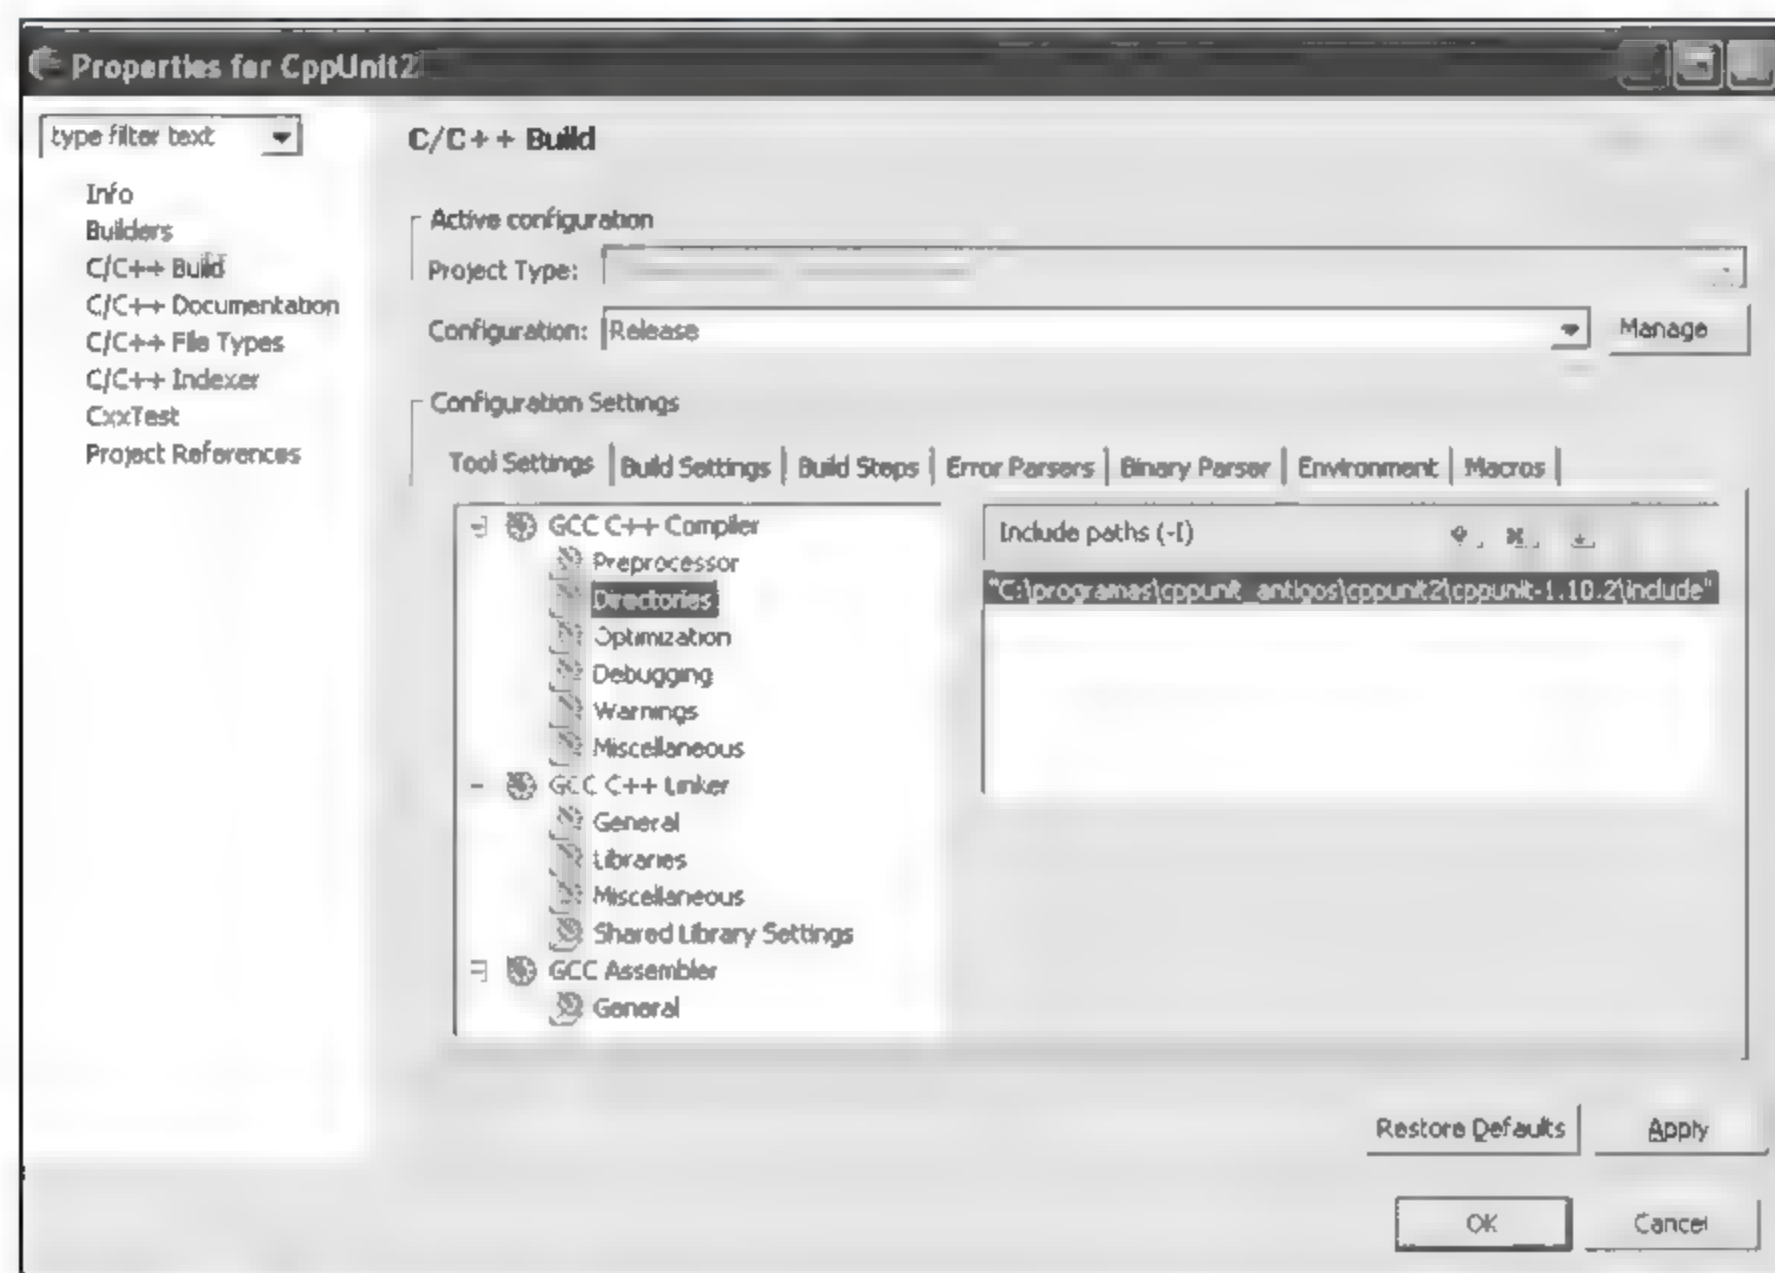 Properties for CppUnit2
type filter text
Info
Builders
C/C++ Build
C/C++ Documentation
C/C++ File Types
C/C++ Indexer
CxxTest
Project References
C/C++ Build
Active configuration
Project Type:
Configuration: Release Manage
Configuration Settings
Tool Settings Build Settings Build Steps Error Parsers Binary Parser Environment Macros
GCC C++ Compiler
Preprocessor
Directories
Optimization
Debugging
Warnings
Miscellaneous
GCC C++ Linker
General
Libraries
Miscellaneous
Shared Library Settings
GCC Assembler
General
Include paths (-I)
"C:\programas\cppunit_antigos\cppunit2\cppunit-1.10.2\include"
Restore Defaults Apply
OK Cancel